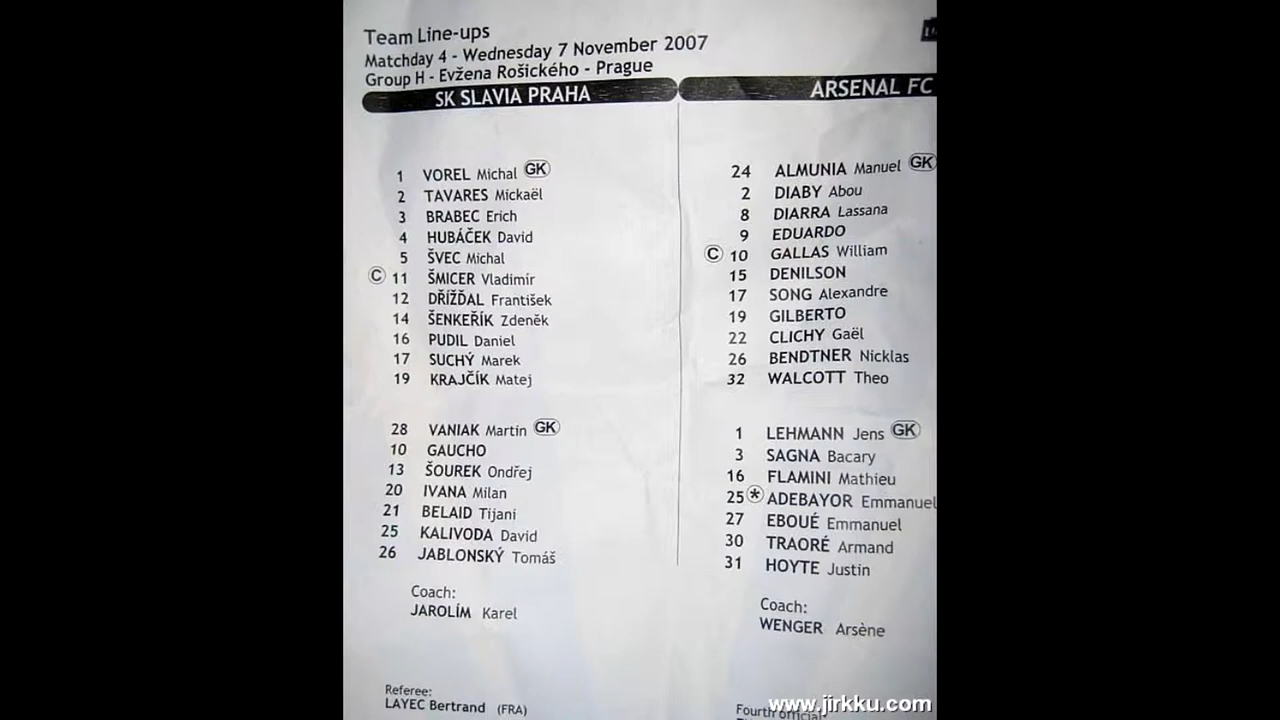 Team Line-ups
Matchday 4 - Wednesday 7 November 2007
Group H - Evžena Rošického - Prague
SK SLAVIA PRAHA
ARSENAL FC
1 VOREL Michal GK
2 TAVARES Mickaël
3 BRABEC Erich
4 HUBÁČEK David
5 ŠVEC Michal
C 11 ŠMICER Vladimír
12 DŘÍŽĎAL František
14 ŠENKEŘÍK Zdeněk
16 PUDIL Daniel
17 SUCHÝ Marek
19 KRAJČÍK Matej
28 VANIAK Martin GK
10 GAUCHO
13 ŠOUREK Ondřej
20 IVANA Milan
21 BELAID Tijani
25 KALIVODA David
26 JABLONSKÝ Tomáš
Coach:
JAROLÍM Karel
Referee:
LAYEC Bertrand (FRA)
24 ALMUNIA Manuel GK
2 DIABY Abou
8 DIARRA Lassana
9 EDUARDO
C 10 GALLAS William
15 DENILSON
17 SONG Alexandre
19 GILBERTO
22 CLICHY Gaël
26 BENDTNER Nicklas
32 WALCOTT Theo
1 LEHMANN Jens GK
3 SAGNA Bacary
16 FLAMINI Mathieu
25 * ADEBAYOR Emmanuel
27 EBOUÉ Emmanuel
30 TRAORÉ Armand
31 HOYTE Justin
Coach:
WENGER Arsène
Fourth official:
www.jirkku.com